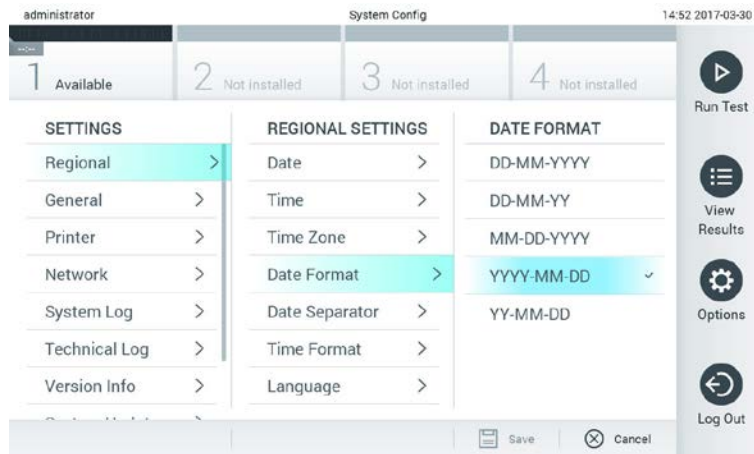 administrator System Config 14:52 2017-03-30
1 Available 2 Not installed 3 Not installed 4 Not installed
SETTINGS
Regional >
General >
Printer >
Network >
System Log >
Technical Log >
Version Info >
REGIONAL SETTINGS
Date >
Time >
Time Zone >
Date Format >
Date Separator >
Time Format >
Language >
DATE FORMAT
DD-MM-YYYY
DD-MM-YY
MM-DD-YYYY
YYYY-MM-DD
YY-MM-DD
Run Test
View
Results
Options
Log Out
Save Cancel